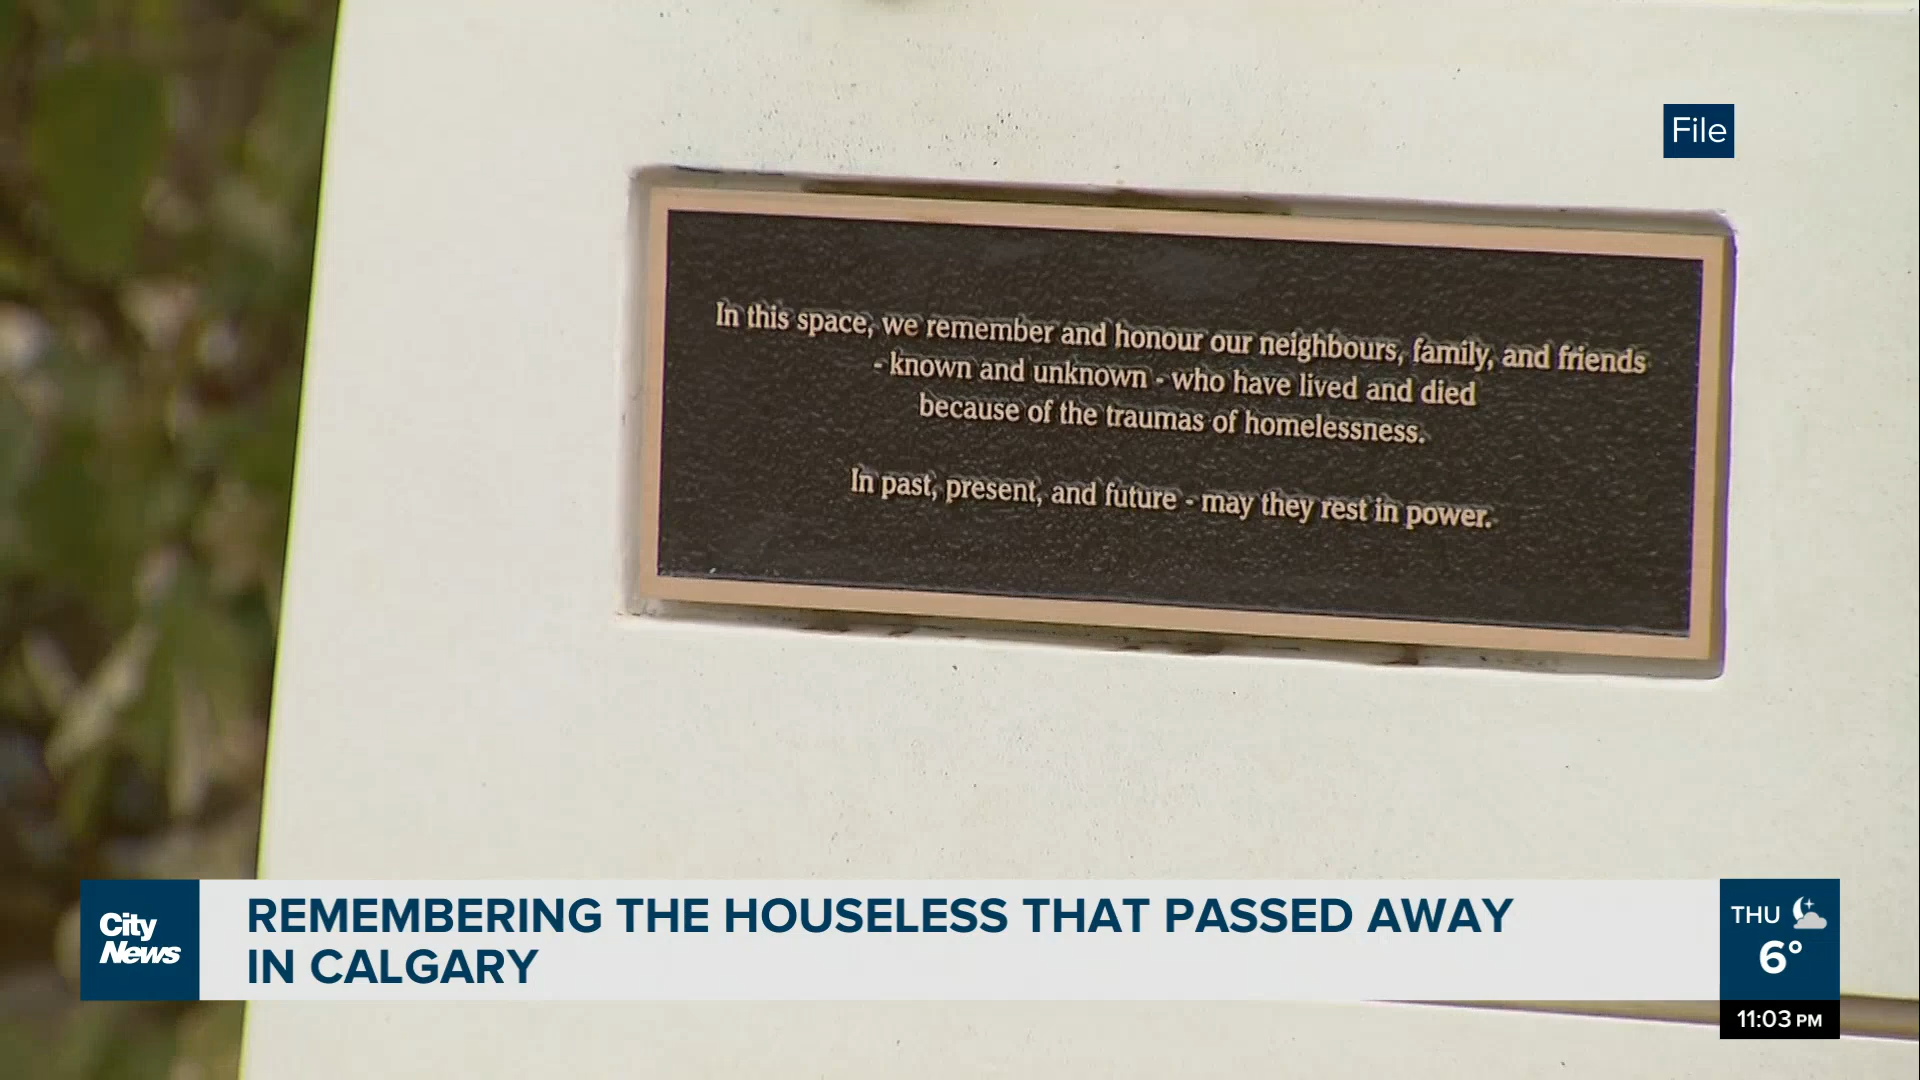 File
In this space, we remember and honour our neighbours, family, and friends
- known and unknown - who have lived and died
because of the traumas of homelessness.
In past, present, and future - may they rest in power.
City
News
REMEMBERING THE HOUSELESS THAT PASSED AWAY
IN CALGARY
THU
6°
11:03 PM